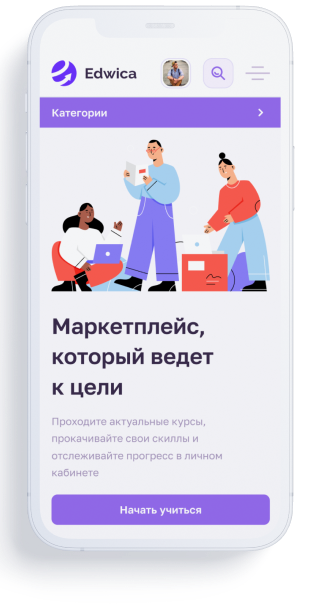 Edwica
Категории
Маркетплейс,
который ведет
к цели
Проходите актуальные курсы,
прокачивайте свои скиллы и
отслеживайте прогресс в личном
кабинете
Начать учиться